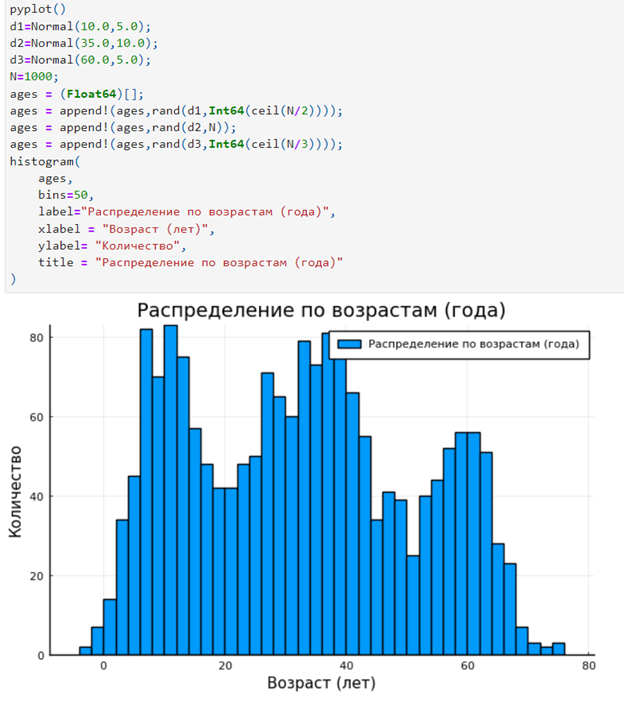 pyplot()
d1=Normal(10.0,5.0);
d2=Normal(35.0,10.0);
d3=Normal(60.0,5.0);
N=1000;
ages = (Float64)[];
ages = append!(ages,rand(d1,Int64(ceil(N/2))));
ages = append!(ages,rand(d2,N));
ages = append!(ages,rand(d3,Int64(ceil(N/3))));
histogram(
    ages,
    bins=50,
    label="Распределение по возрастам (года)",
    xlabel = "Возраст (лет)",
    ylabel= "Количество",
    title = "Распределение по возрастам (года)"
)
Распределение по возрастам (года)
Распределение по возрастам (года)
Количество
80
60
40
20
0
0 20 40 60 80
Возраст (лет)